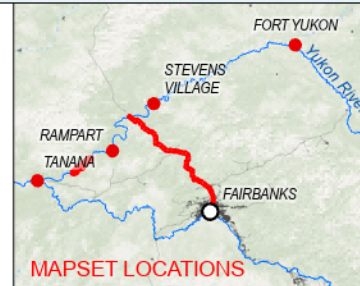 FORT YUKON
Yukon River
STEVENS
VILLAGE
RAMPART
TANANA
FAIRBANKS
MAPSET LOCATIONS